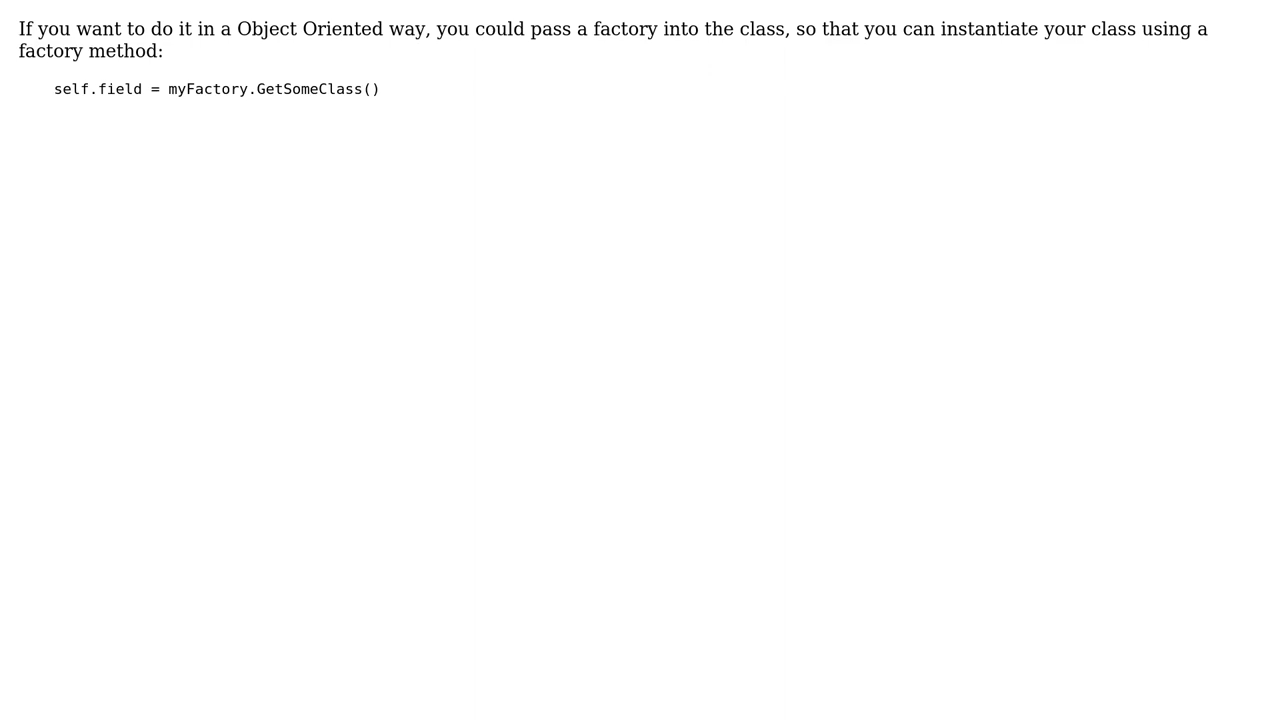 If you want to do it in a Object Oriented way, you could pass a factory into the class, so that you can instantiate your class using a
factory method:
self.field = myFactory.GetSomeClass()